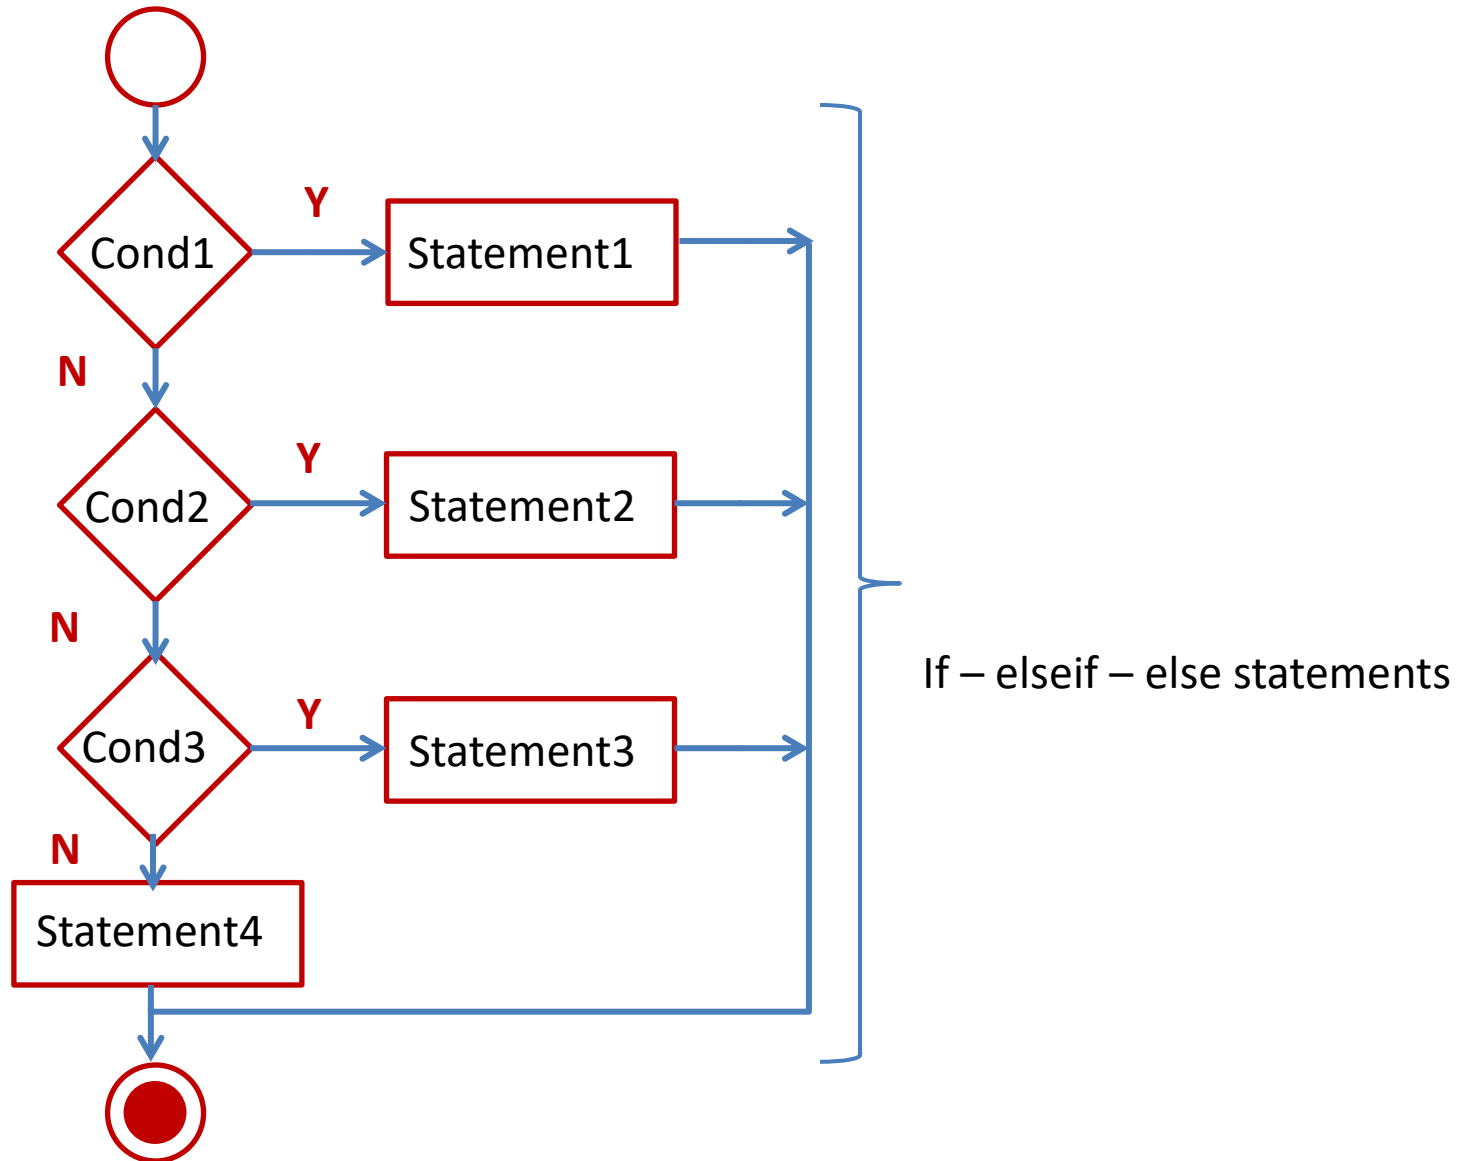 Y
Cond1
Statement1
N
Y
Cond2
Statement2
N
If – elseif – else statements
Y
Cond3
Statement3
N
Statement4